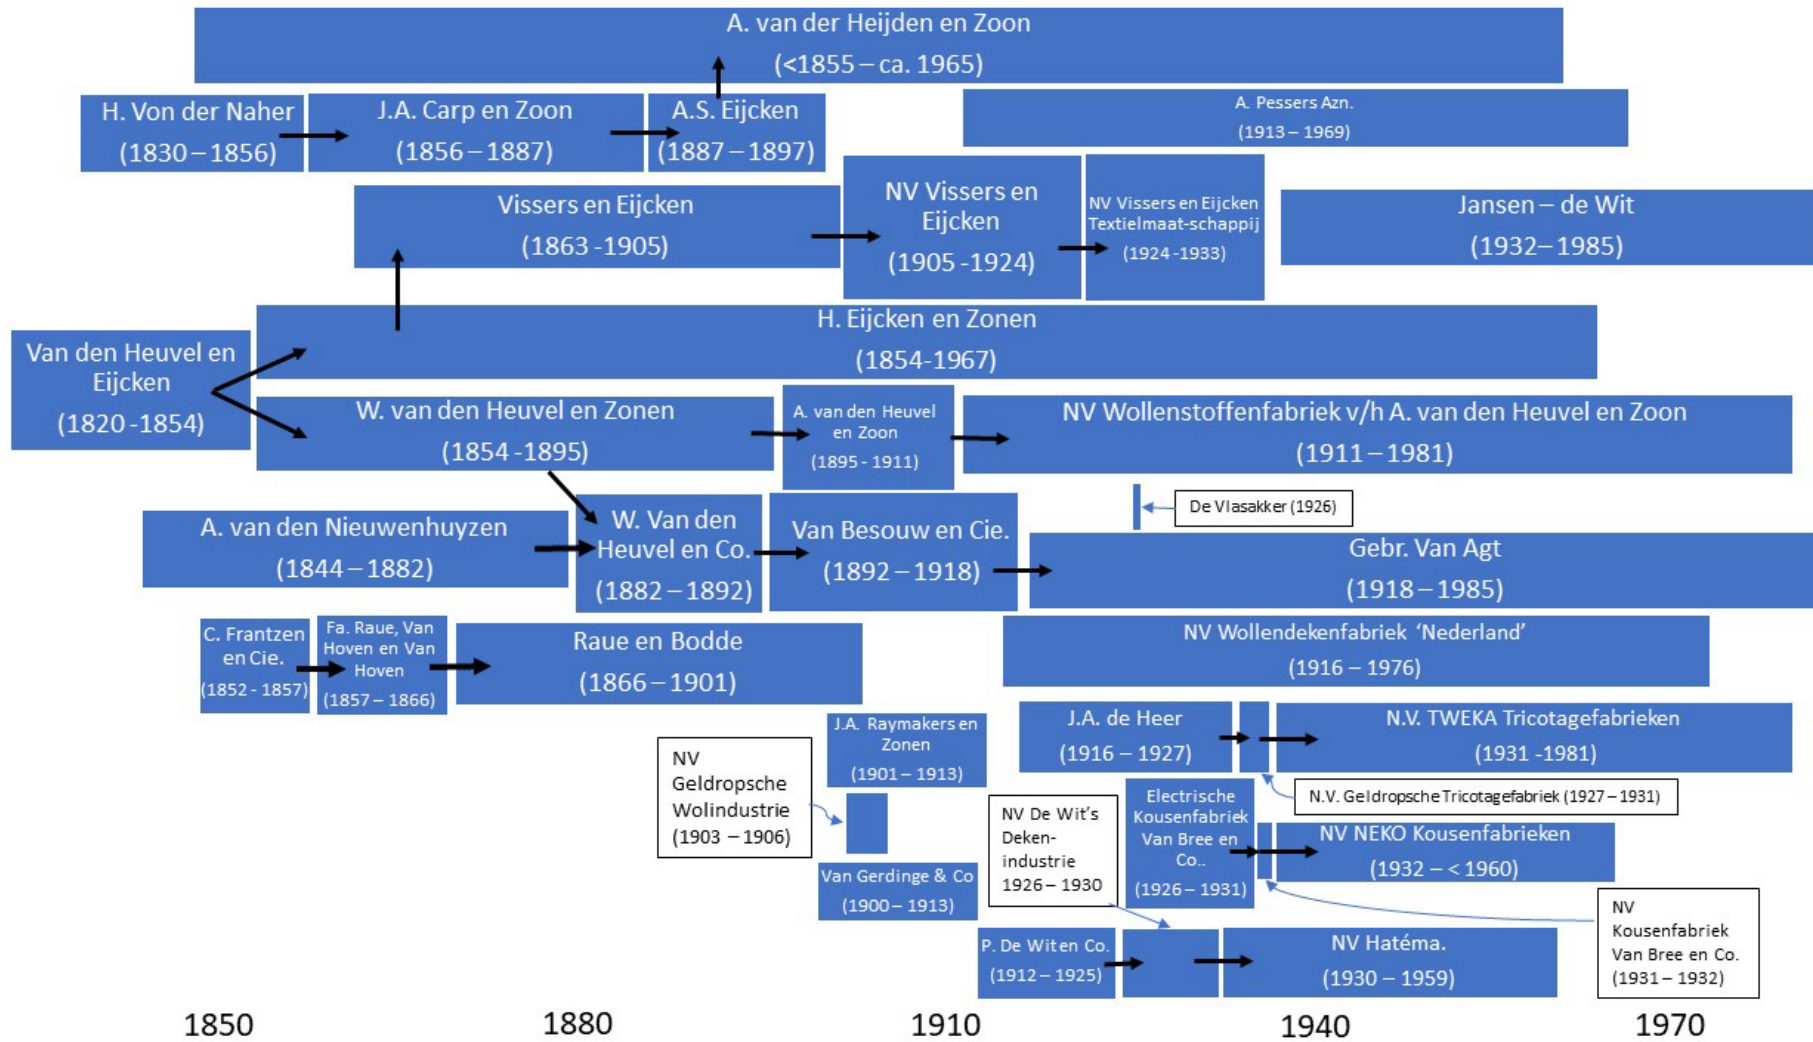 A. van der Heijden en Zoon
(<1855 – ca. 1965)
H. Von der Naher
(1830 – 1856)
J.A. Carp en Zoon
(1856 – 1887)
A.S. Eijcken
(1887 – 1897)
A. Pessers Azn.
(1913 – 1969)
Vissers en Eijcken
(1863 -1905)
NV Vissers en
Eijcken
(1905 -1924)
NV Vissers en Eijcken
Textielmaat-schappij
(1924 -1933)
Jansen – de Wit
(1932– 1985)
H. Eijcken en Zonen
(1854-1967)
Van den Heuvel en
Eijcken
(1820 -1854)
W. van den Heuvel en Zonen
(1854 -1895)
A. van den Heuvel
en Zoon
(1895 - 1911)
NV Wollenstoffenfabriek v/h A. van den Heuvel en Zoon
(1911 – 1981)
De Vlasakker (1926)
A. van den Nieuwenhuyzen
(1844 – 1882)
W. Van den
Heuvel en Co.
(1882 – 1892)
Van Besouw en Cie.
(1892 – 1918)
Gebr. Van Agt
(1918 – 1985)
C. Frantzen
en Cie.
(1852 - 1857)
Fa. Raue, Van
Hoven en Van
Hoven
(1857 – 1866)
Raue en Bodde
(1866 – 1901)
NV Wollendekenfabriek ‘Nederland’
(1916 – 1976)
J.A. Raymakers en
Zonen
(1901 – 1913)
J.A. de Heer
(1916 – 1927)
N.V. TWEKA Tricotagefabrieken
(1931 -1981)
NV
Geldropsche
Wolindustrie
(1903 – 1906)
N.V. Geldropsche Tricotagefabriek (1927 – 1931)
NV De Wit’s
Deken-
industrie
1926 – 1930
Electrische
Kousenfabriek
Van Bree en
Co..
(1926 – 1931)
NV NEKO Kousenfabrieken
(1932 – < 1960)
Van Gerdinge & Co
(1900 – 1913)
NV
Kousenfabriek
Van Bree en Co.
(1931 – 1932)
P. De Wit en Co.
(1912 – 1925)
NV Hatéma.
(1930 – 1959)
1850
1880
1910
1940
1970